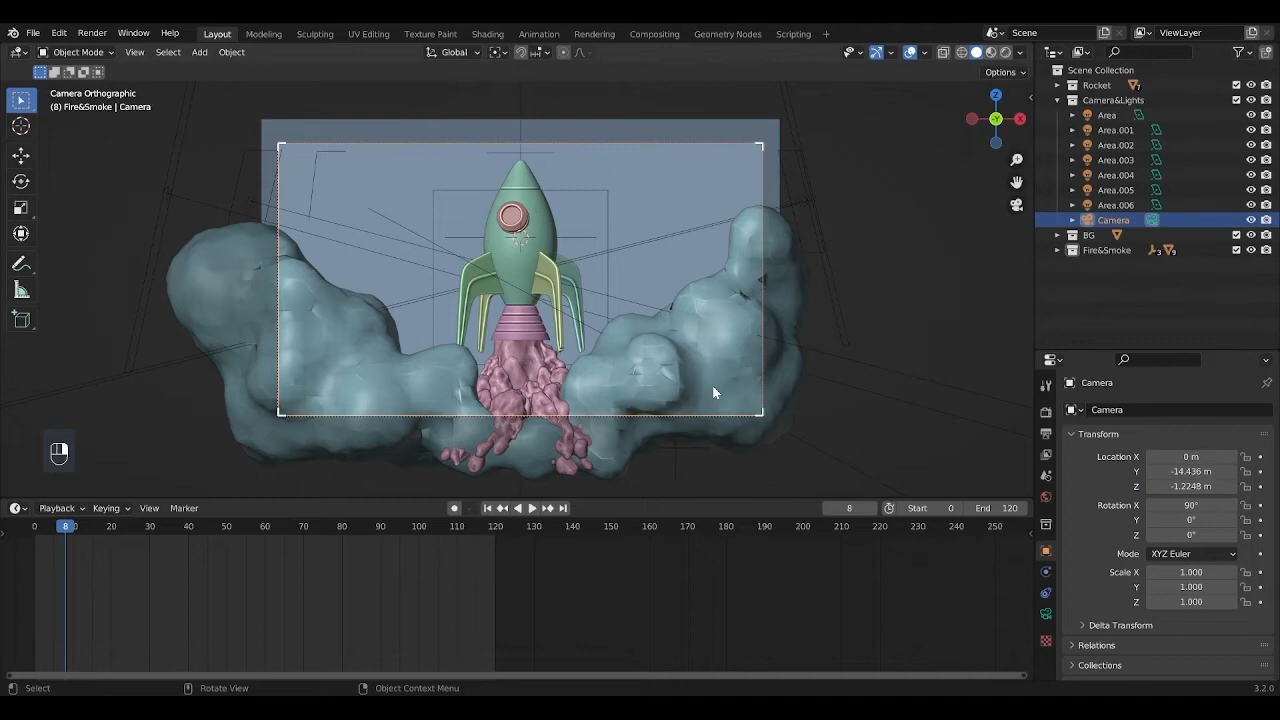 File Edit Render Window Help Layout Modeling Sculpting UV Editing Texture Paint Shading Animation Rendering Compositing Geometry Nodes Scripting + Scene ViewLayer
Object Mode View Select Add Object Global
Options
Camera Orthographic
(8) Fire&Smoke | Camera
Z
X
-Y
Scene Collection
Rocket 7
Camera&Lights
Area
Area.001
Area.002
Area.003
Area.004
Area.005
Area.006
Camera
BG
Fire&Smoke 3 9
Camera
Camera
Transform
Location X 0 m
Y -14.436 m
Z -1.2248 m
Rotation X 90°
Y 0°
Z 0°
Mode XYZ Euler
Scale X 1.000
Y 1.000
Z 1.000
Delta Transform
Relations
Collections
Playback Keying View Marker 8 Start 0 End 120
0 8 20 30 40 50 60 70 80 90 100 110 120 130 140 150 160 170 180 190 200 210 220 230 240 250
Select Rotate View Object Context Menu 3.2.0